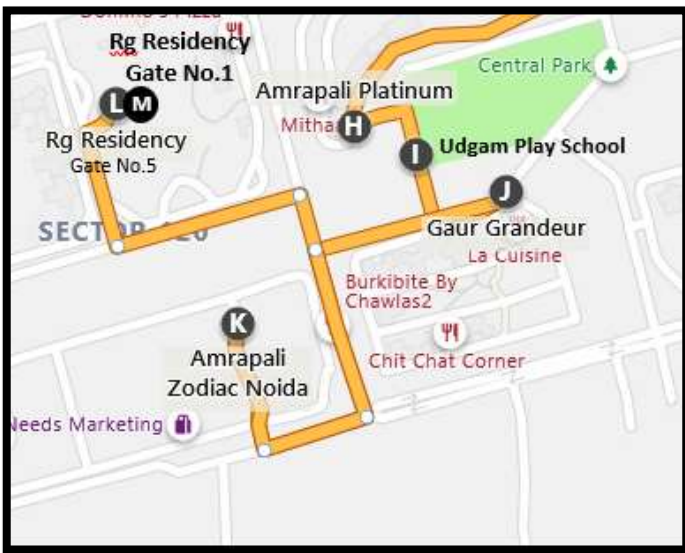 Rg Residency
Gate No.1
Central Park
Amrapali Platinum
L M
H
Mitha
Rg Residency
Gate No.5
I
Udgam Play School
J
SECTOR 120
Gaur Grandeur
La Cuisine
Burkibite By
Chawlas2
K
Amrapali
Zodiac Noida
Chit Chat Corner
Needs Marketing